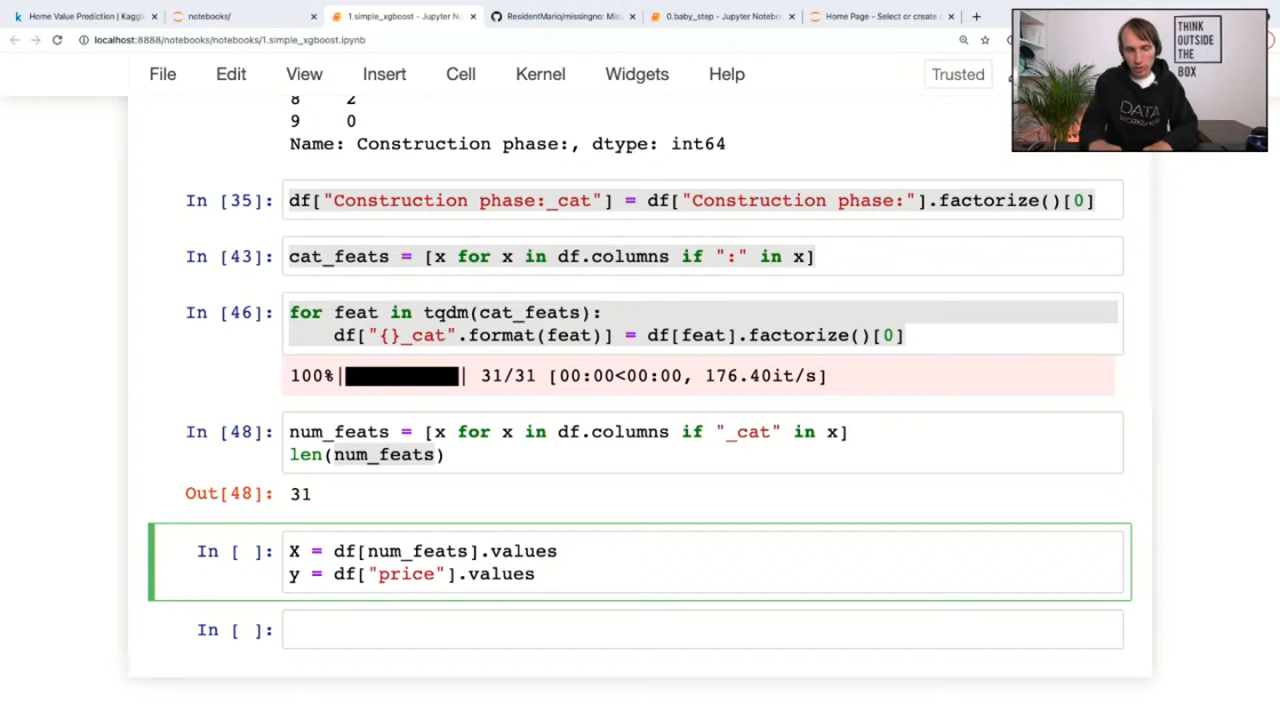 Home Value Prediction | Kaggl
notebooks/
1.simple_xgboost - Jupyter No
ResidentMario/missingno: Mis
0.baby_step - Jupyter Notebo
Home Page - Select or create
localhost:8888/notebooks/notebooks/1.simple_xgboost.ipynb
File Edit View Insert Cell Kernel Widgets Help Trusted
THINK
OUTSIDE
THE
BOX
DATA
8 2
9 0
Name: Construction phase:, dtype: int64
In [35]: df["Construction phase:_cat"] = df["Construction phase:"].factorize()[0]
In [43]: cat_feats = [x for x in df.columns if ":" in x]
In [46]: for feat in tqdm(cat_feats):
df["{}_cat".format(feat)] = df[feat].factorize()[0]
100%| | 31/31 [00:00<00:00, 176.40it/s]
In [48]: num_feats = [x for x in df.columns if "_cat" in x]
len(num_feats)
Out[48]: 31
In [ ]: X = df[num_feats].values
y = df["price"].values
In [ ]: